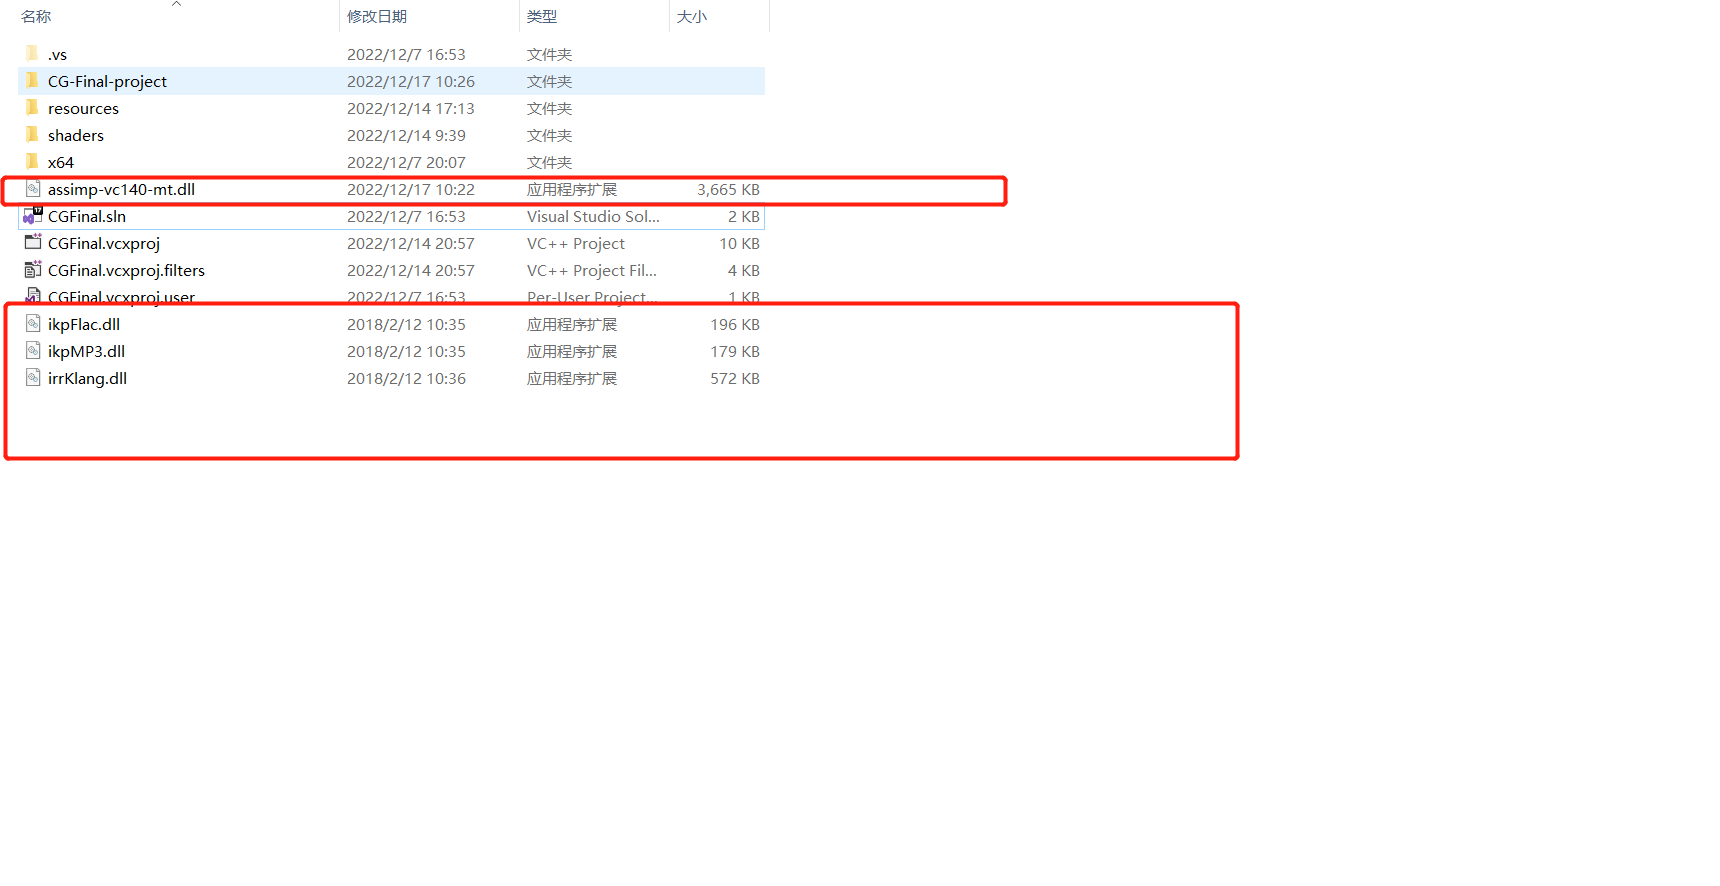 名称 修改日期 类型 大小
.vs 2022/12/7 16:53 文件夹
CG-Final-project 2022/12/17 10:26 文件夹
resources 2022/12/14 17:13 文件夹
shaders 2022/12/14 9:39 文件夹
x64 2022/12/7 20:07 文件夹
assimp-vc140-mt.dll 2022/12/17 10:22 应用程序扩展 3,665 KB
CGFinal.sln 2022/12/7 16:53 Visual Studio Sol... 2 KB
CGFinal.vcxproj 2022/12/14 20:57 VC++ Project 10 KB
CGFinal.vcxproj.filters 2022/12/14 20:57 VC++ Project Fil... 4 KB
CGFinal.vcxproj.user 2022/12/7 16:53 Per-User Project... 1 KB
ikpFlac.dll 2018/2/12 10:35 应用程序扩展 196 KB
ikpMP3.dll 2018/2/12 10:35 应用程序扩展 179 KB
irrKlang.dll 2018/2/12 10:36 应用程序扩展 572 KB